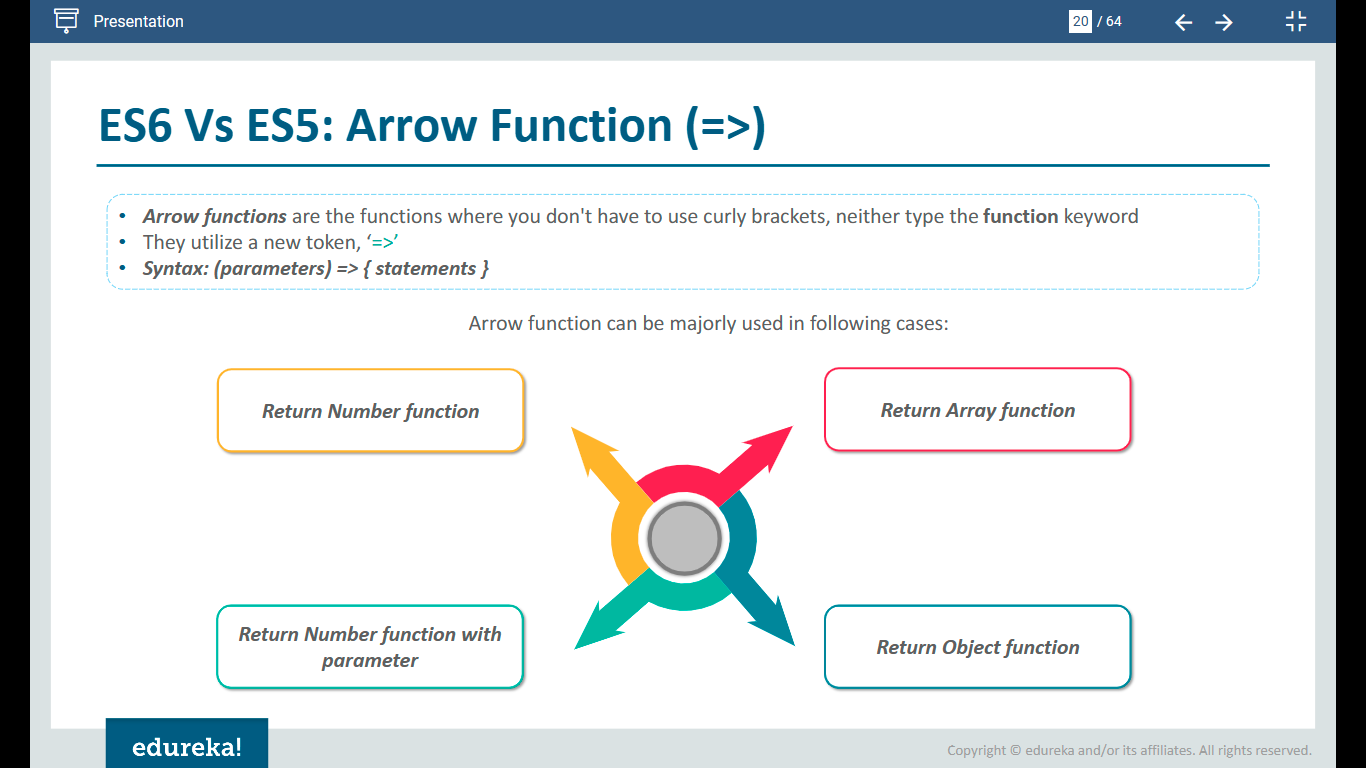 Presentation
20 / 64
ES6 Vs ES5: Arrow Function (=>)
• Arrow functions are the functions where you don't have to use curly brackets, neither type the function keyword
• They utilize a new token, ‘=>’
• Syntax: (parameters) => { statements }
Arrow function can be majorly used in following cases:
Return Number function
Return Array function
Return Number function with
parameter
Return Object function
edureka!
Copyright © edureka and/or its affiliates. All rights reserved.